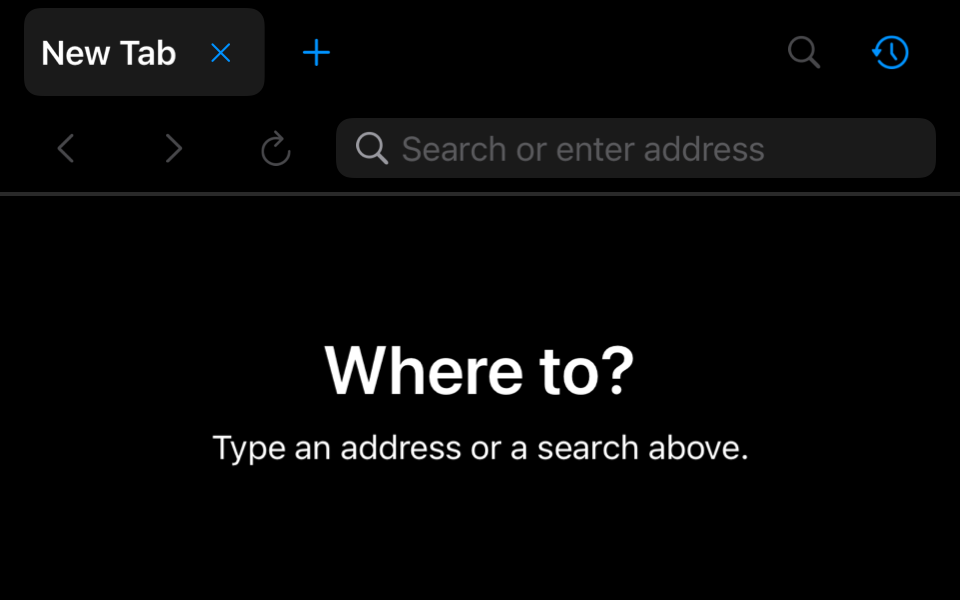 New Tab
Search or enter address
Where to?
Type an address or a search above.